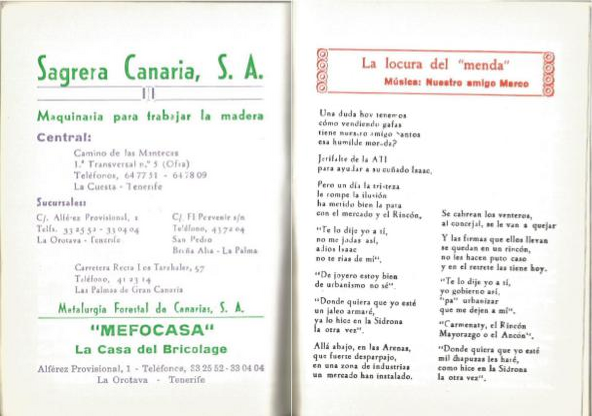 Sagrera Canaria, S. A.
Maquinaria para trabajar la madera
Central:
Camino de las Mantecas
1.ª Transversal n.º 5 (Ofra)
Teléfonos, 64 77 51 - 64 78 09
La Cuesta - Tenerife
Sucursales:
C/. Alférez Provisional, 1
Telfs. 33 25 52 - 33 04 04
La Orotava - Tenerife
C/. El Porvenir s/n
Teléfono, 43 72 04
San Pedro
Breña Alta - La Palma
Carretera Recta Los Tarahales, 57
Teléfono, 41 23 14
Las Palmas de Gran Canaria
Metalurgia Forestal de Canarias, S. A.
"MEFOCASA"
La Casa del Bricolage
Alférez Provisional, 1 - Teléfonos, 33 25 52 - 33 04 04
La Orotava - Tenerife
La locura del "menda"
Música: Nuestro amigo Marco
Una duda hoy tenemos
cómo vendiendo gafas
tiene nuestro amigo Santos
esa humilde morada?
Jerifalte de la ATI
para ayudar a su cuñado Isaac,
Pero un día la tristeza
le rompe la ilusión
ha metido bien la pata
con el mercado y el Rincón,
"Te lo dije yo a tí,
no me jodas así,
adios Isaac
no te rias de mí".
"De joyero estoy bien
de urbanismo no sé".
"Donde quiera que yo esté
un jaleo armaré,
ya lo hice en la Sidrona
la otra vez".
Allá abajo, en las Arenas,
que fuerte desparpajo,
en una zona de industrias
un mercado han instalado.
Se cabrean los venteros,
al concejal, se le van a quejar
Y las firmas que ellos llevan
se quedan en un rincón,
no les hacen puto caso
y en el retrete las tiene hoy.
"Te lo dije yo a tí,
yo gobierno así,
"pa" urbanizar
que me dejen a mí".
"Carmenaty, el Rincón
Mayorazgo o el Ancón".
"Donde quiera que yo esté
mil chapuzas les haré,
como hice en la Sidrona
la otra vez".